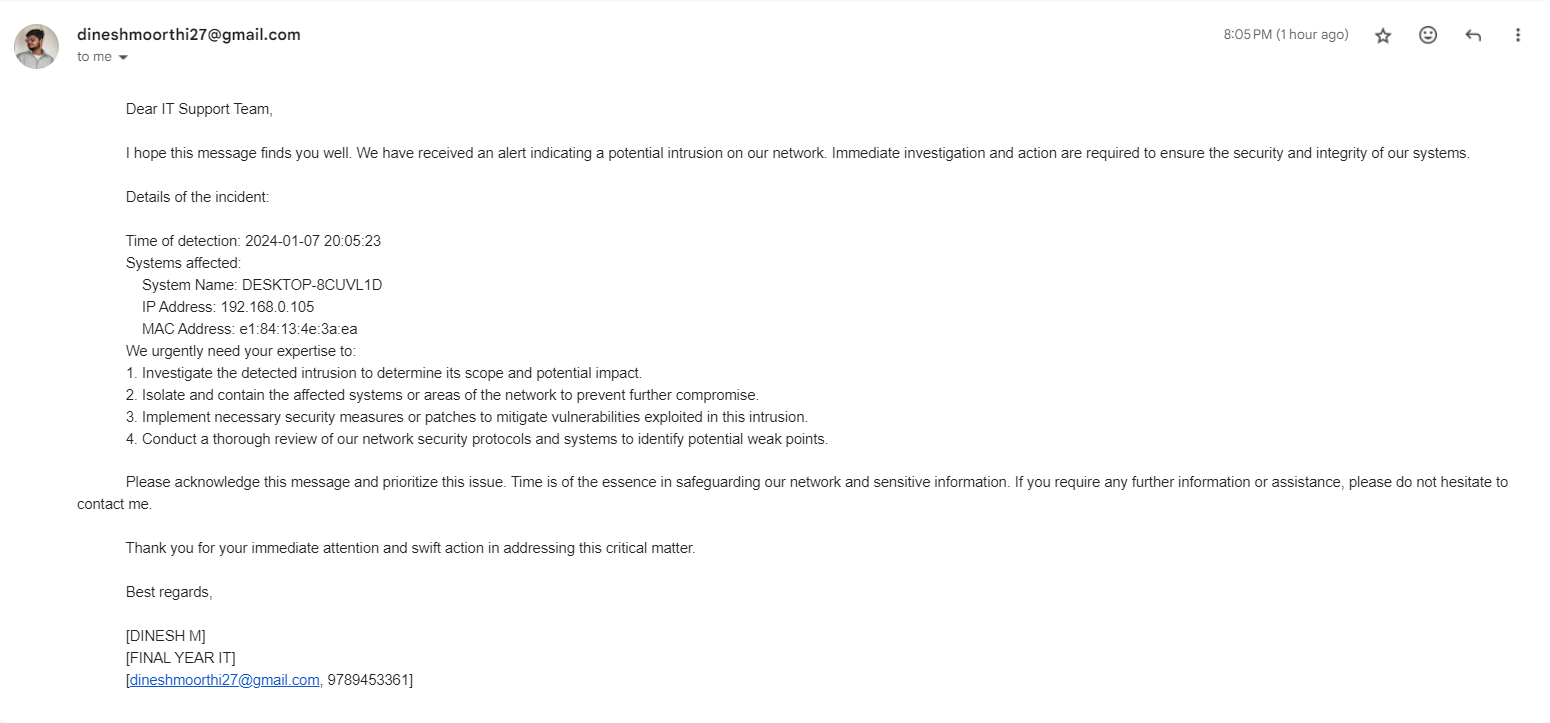 dineshmoorthi27@gmail.com
8:05 PM (1 hour ago)
to me
Dear IT Support Team,
I hope this message finds you well. We have received an alert indicating a potential intrusion on our network. Immediate investigation and action are required to ensure the security and integrity of our systems.
Details of the incident:
Time of detection: 2024-01-07 20:05:23
Systems affected:
System Name: DESKTOP-8CUVL1D
IP Address: 192.168.0.105
MAC Address: e1:84:13:4e:3a:ea
We urgently need your expertise to:
1. Investigate the detected intrusion to determine its scope and potential impact.
2. Isolate and contain the affected systems or areas of the network to prevent further compromise.
3. Implement necessary security measures or patches to mitigate vulnerabilities exploited in this intrusion.
4. Conduct a thorough review of our network security protocols and systems to identify potential weak points.
Please acknowledge this message and prioritize this issue. Time is of the essence in safeguarding our network and sensitive information. If you require any further information or assistance, please do not hesitate to
contact me.
Thank you for your immediate attention and swift action in addressing this critical matter.
Best regards,
[DINESH M]
[FINAL YEAR IT]
[dineshmoorthi27@gmail.com, 9789453361]